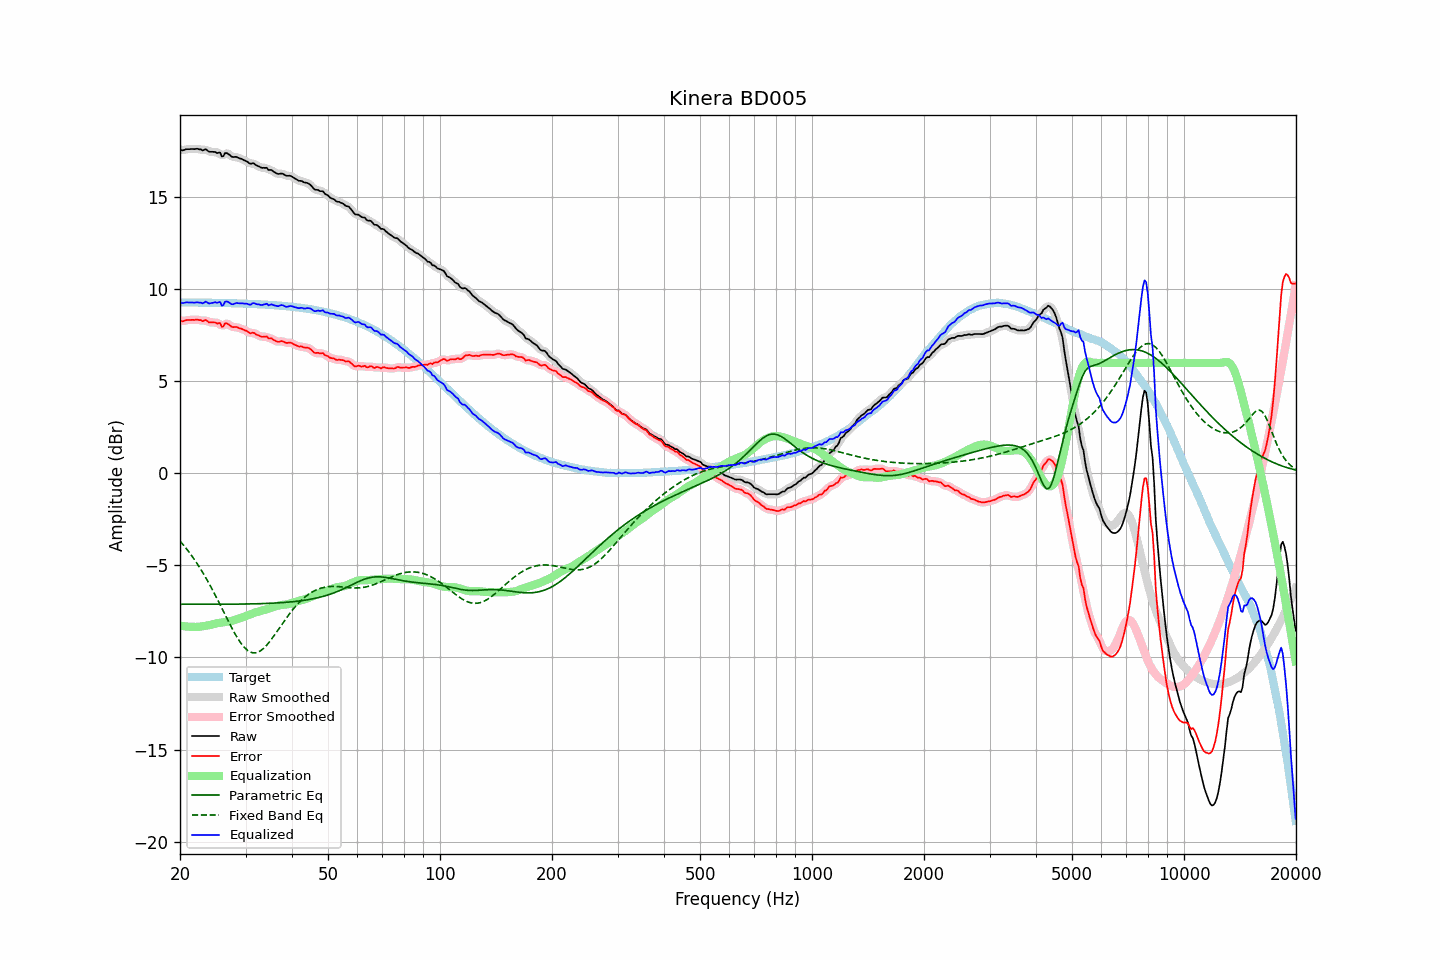 Kinera BD005
Amplitude (dBr)
15
10
5
0
−5
−10
−15
−20
Target
Raw Smoothed
Error Smoothed
Raw
Error
Equalization
Parametric Eq
Fixed Band Eq
Equalized
20 50 100 200 500 1000 2000 5000 10000 20000
Frequency (Hz)